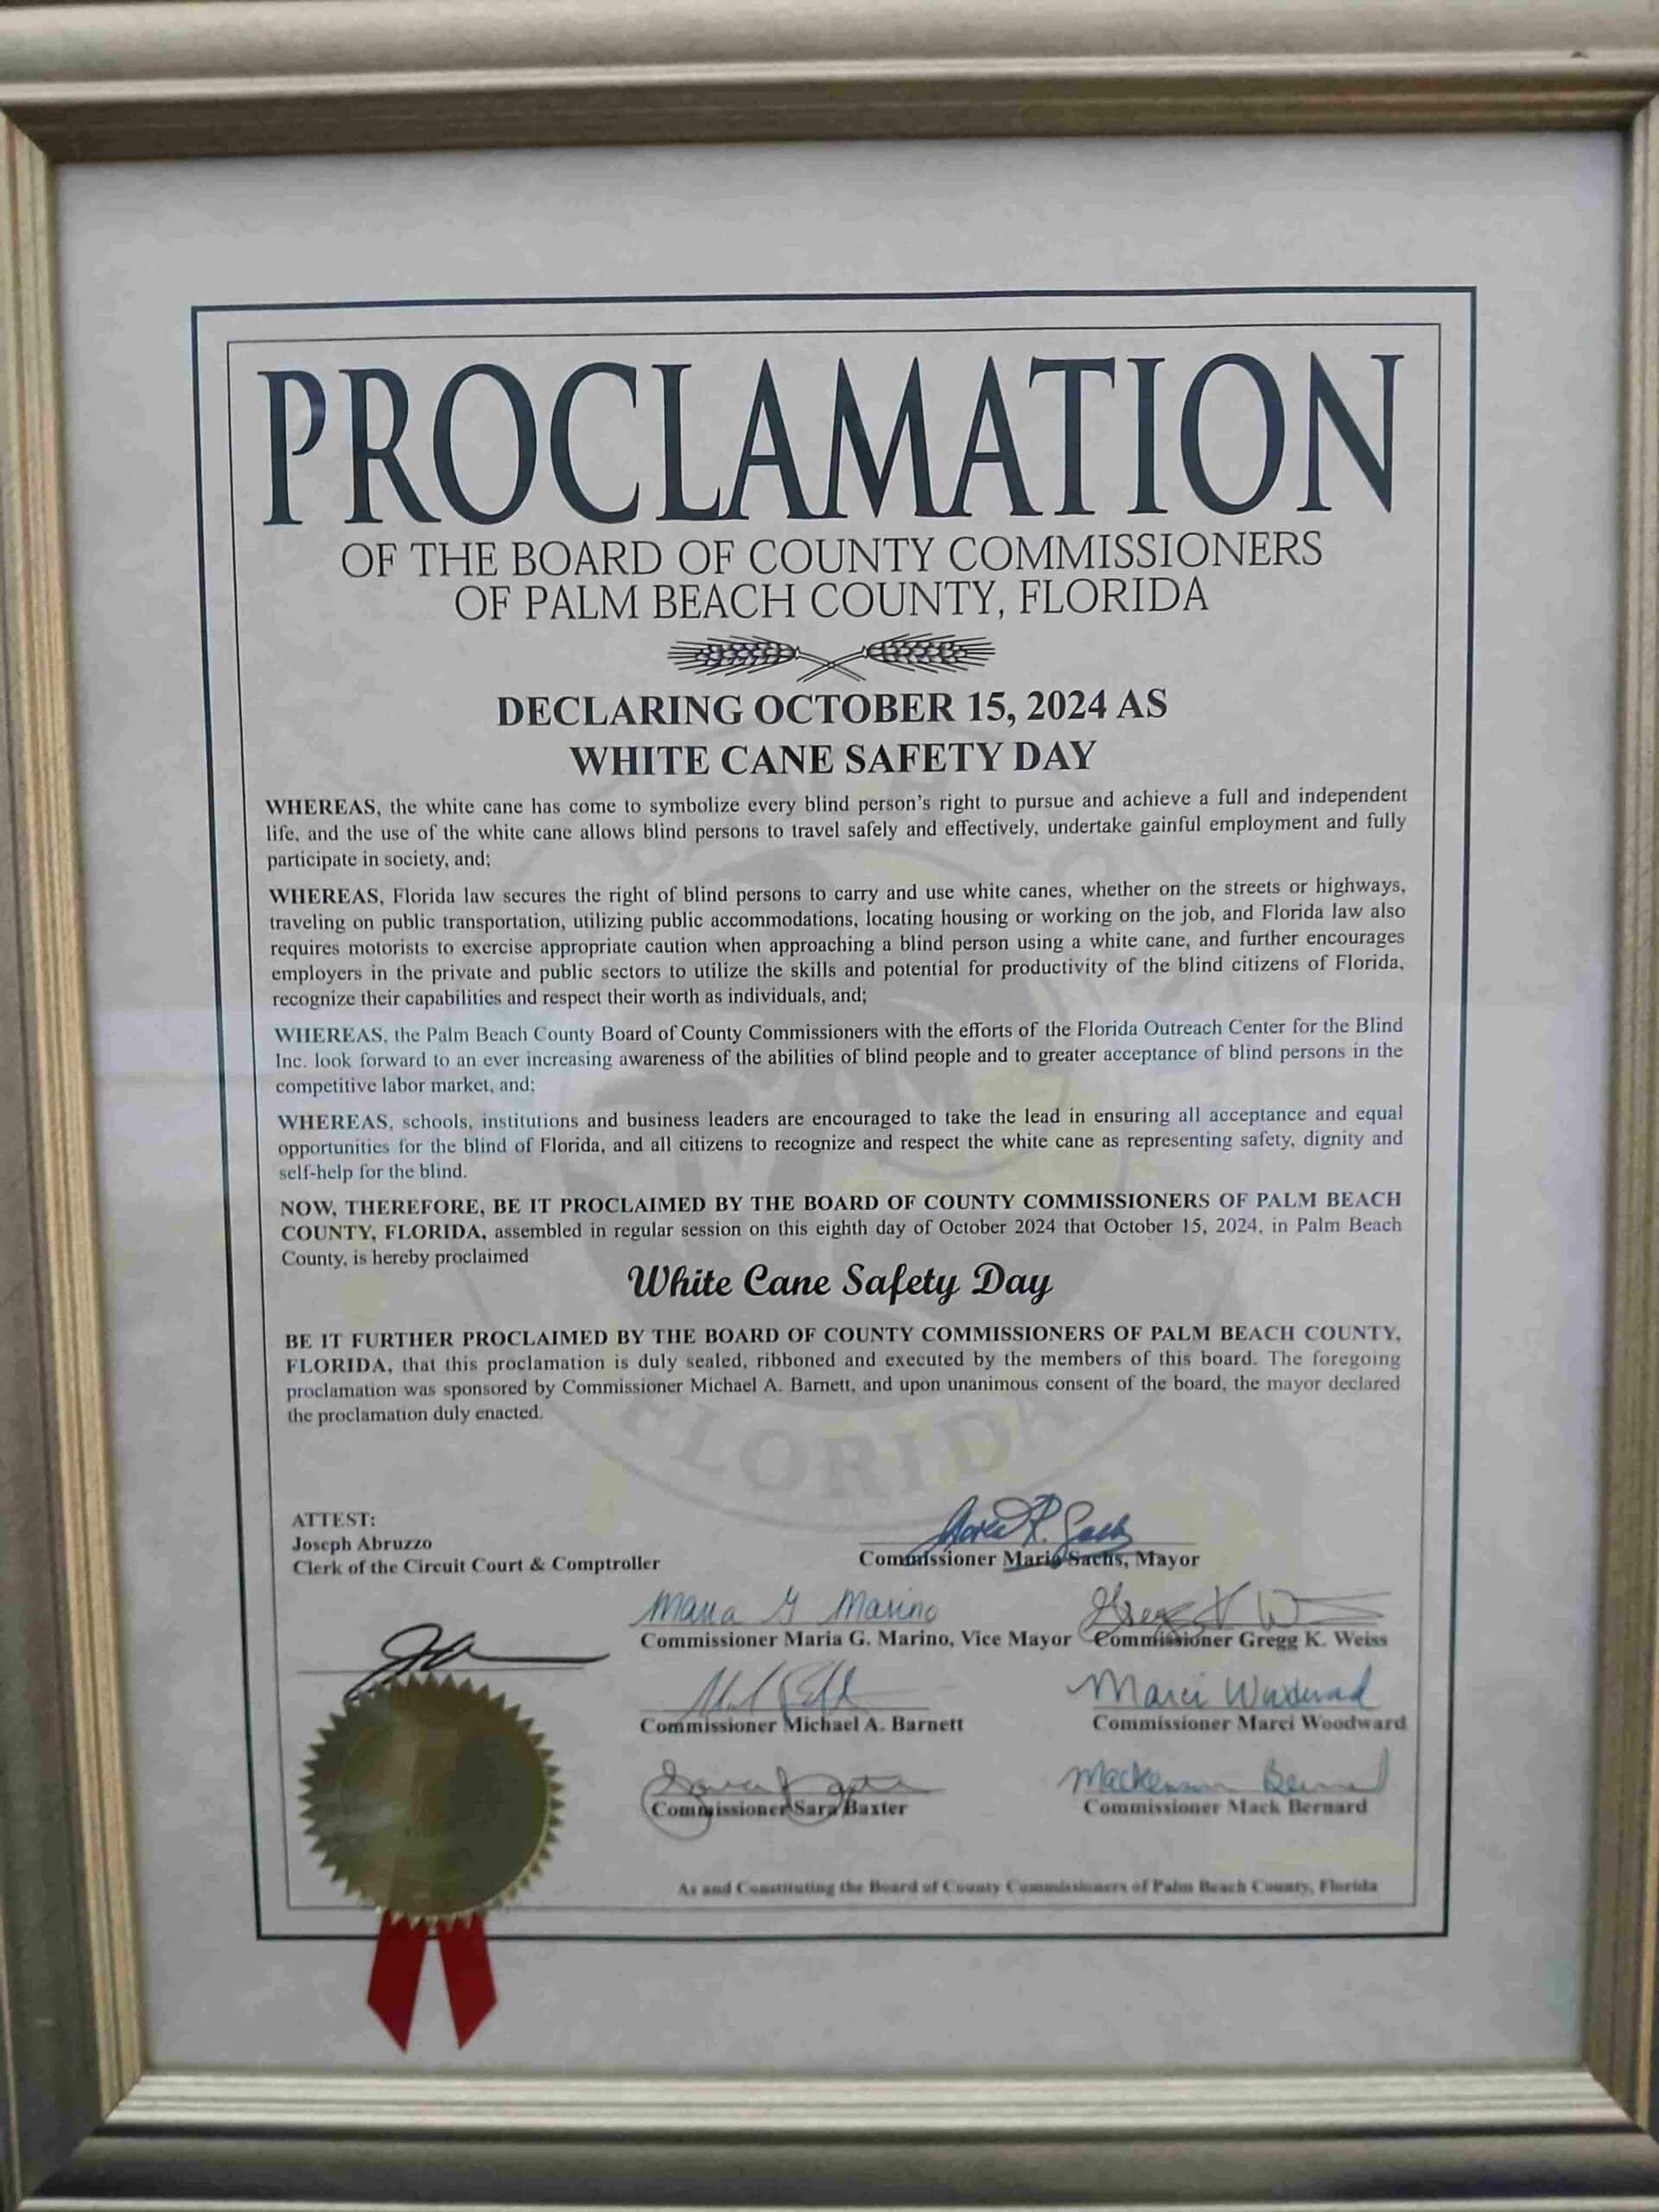 PROCLAMATION
OF THE BOARD OF COUNTY COMMISSIONERS
OF PALM BEACH COUNTY, FLORIDA
DECLARING OCTOBER 15, 2024 AS
WHITE CANE SAFETY DAY
WHEREAS, the white cane has come to symbolize every blind person's right to pursue and achieve a full and independent
life, and the use of the white cane allows blind persons to travel safely and effectively, undertake gainful employment and fully
participate in society, and;
WHEREAS, Florida law secures the right of blind persons to carry and use white canes, whether on the streets or highways,
traveling on public transportation, utilizing public accommodations, locating housing or working on the job, and Florida law also
requires motorists to exercise appropriate caution when approaching a blind person using a white cane, and further encourages
employers in the private and public sectors to utilize the skills and potential for productivity of the blind citizens of Florida,
recognize their capabilities and respect their worth as individuals, and;
WHEREAS, the Palm Beach County Board of County Commissioners with the efforts of the Florida Outreach Center for the Blind
Inc. look forward to an ever increasing awareness of the abilities of blind people and to greater acceptance of blind persons in the
competitive labor market, and;
WHEREAS, schools, institutions and business leaders are encouraged to take the lead in ensuring all acceptance and equal
opportunities for the blind of Florida, and all citizens to recognize and respect the white cane as representing safety, dignity and
self-help for the blind.
NOW, THEREFORE, BE IT PROCLAIMED BY THE BOARD OF COUNTY COMMISSIONERS OF PALM BEACH
COUNTY, FLORIDA, assembled in regular session on this eighth day of October 2024 that October 15, 2024, in Palm Beach
County, is hereby proclaimed
White Cane Safety Day
BE IT FURTHER PROCLAIMED BY THE BOARD OF COUNTY COMMISSIONERS OF PALM BEACH COUNTY,
FLORIDA, that this proclamation is duly sealed, ribboned and executed by the members of this board. The foregoing
proclamation was sponsored by Commissioner Michael A. Barnett, and upon unanimous consent of the board, the mayor declared
the proclamation duly enacted.
FLORIDA
ATTEST:
Joseph Abruzzo
Clerk of the Circuit Court & Comptroller
Commissioner Maria Sachs, Mayor
Maria G Marino
Commissioner Maria G. Marino, Vice Mayor
Commissioner Gregg K. Weiss
Commissioner Michael A. Barnett
Marci Woodward
Commissioner Marci Woodward
Commissioner Sara Baxter
Mackenson Bernard
Commissioner Mack Bernard
As and Constituting the Board of County Commissioners of Palm Beach County, Florida